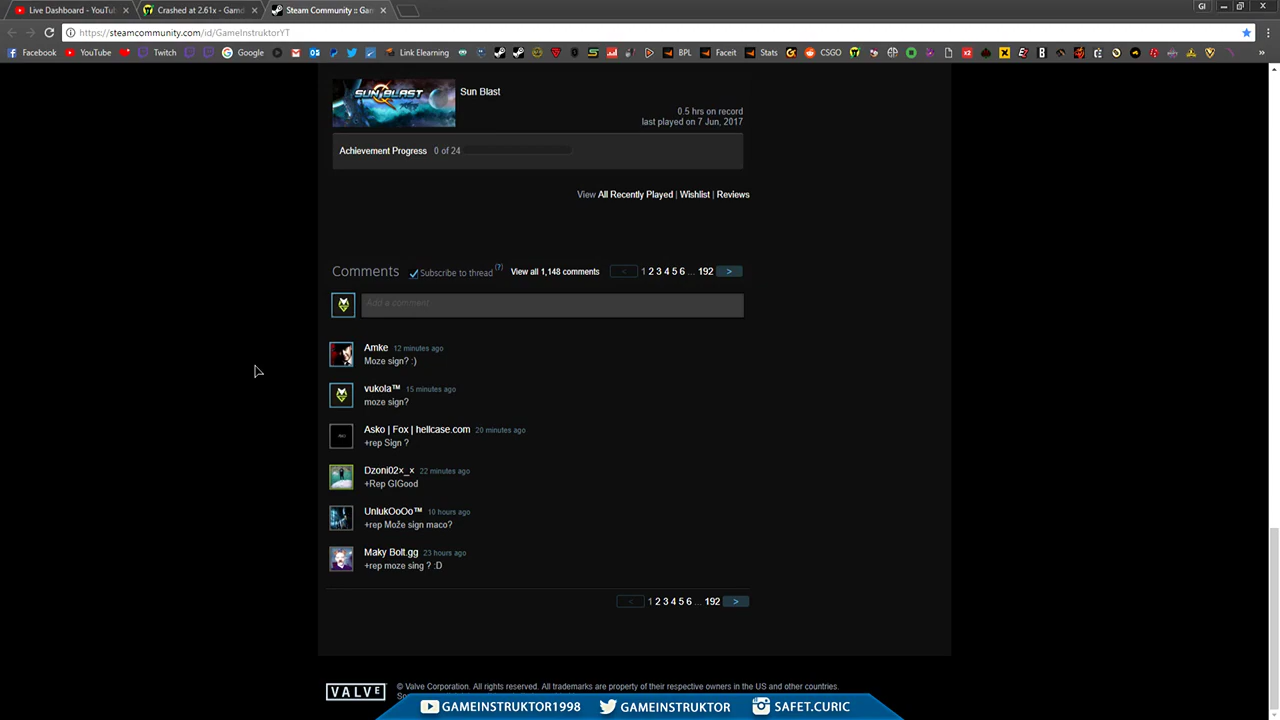 Live Dashboard - YouTu
Crashed at 2.61x - Gamd
Steam Community :: Gam
GI
https://steamcommunity.com/id/GameInstruktorYT
Facebook
YouTube
Twitch
Google
Link Elearning
BPL
Faceit
Stats
CSGO
SUN BLAST
Sun Blast
0.5 hrs on record
last played on 7 Jun, 2017
Achievement Progress 0 of 24
View All Recently Played | Wishlist | Reviews
Comments Subscribe to thread (?) View all 1,148 comments < 1 2 3 4 5 6 ... 192 >
Add a comment
Amke 12 minutes ago
Moze sign? :)
vukola™ 15 minutes ago
moze sign?
Asko | Fox | hellcase.com 20 minutes ago
+rep Sign ?
Dzoni02x_x 22 minutes ago
+Rep GIGood
UnlukOoOo™ 10 hours ago
+rep Može sign maco?
Maky Bolt.gg 23 hours ago
+rep moze sing ? :D
< 1 2 3 4 5 6 ... 192 >
VALVE
© Valve Corporation. All rights reserved. All trademarks are property of their respective owners in the US and other countries.
GAMEINSTRUKTOR1998
GAMEINSTRUKTOR
SAFET.CURIC